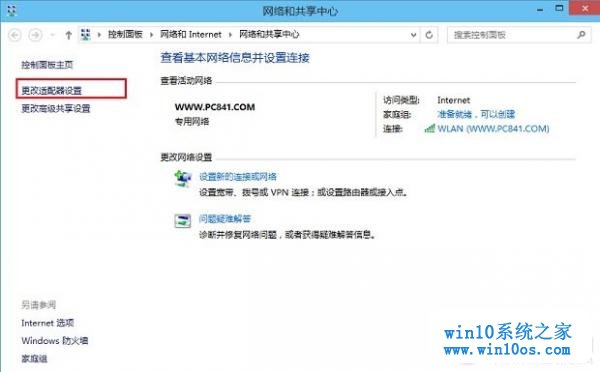 网络和共享中心
控制面板 网络和 Internet 网络和共享中心
搜索控制面板
控制面板主页
更改适配器设置
更改高级共享设置
查看基本网络信息并设置连接
查看活动网络
WWW.PC841.COM
专用网络
访问类型: Internet
家庭组: 准备就绪，可以创建
连接: WLAN (WWW.PC841.COM)
更改网络设置
设置新的连接或网络
设置宽带、拨号或 VPN 连接；或设置路由器或接入点。
问题疑难解答
诊断并修复网络问题，或者获得疑难解答信息。
另请参阅
Internet 选项
Windows 防火墙
家庭组
win10系统之家
www.win10os.com